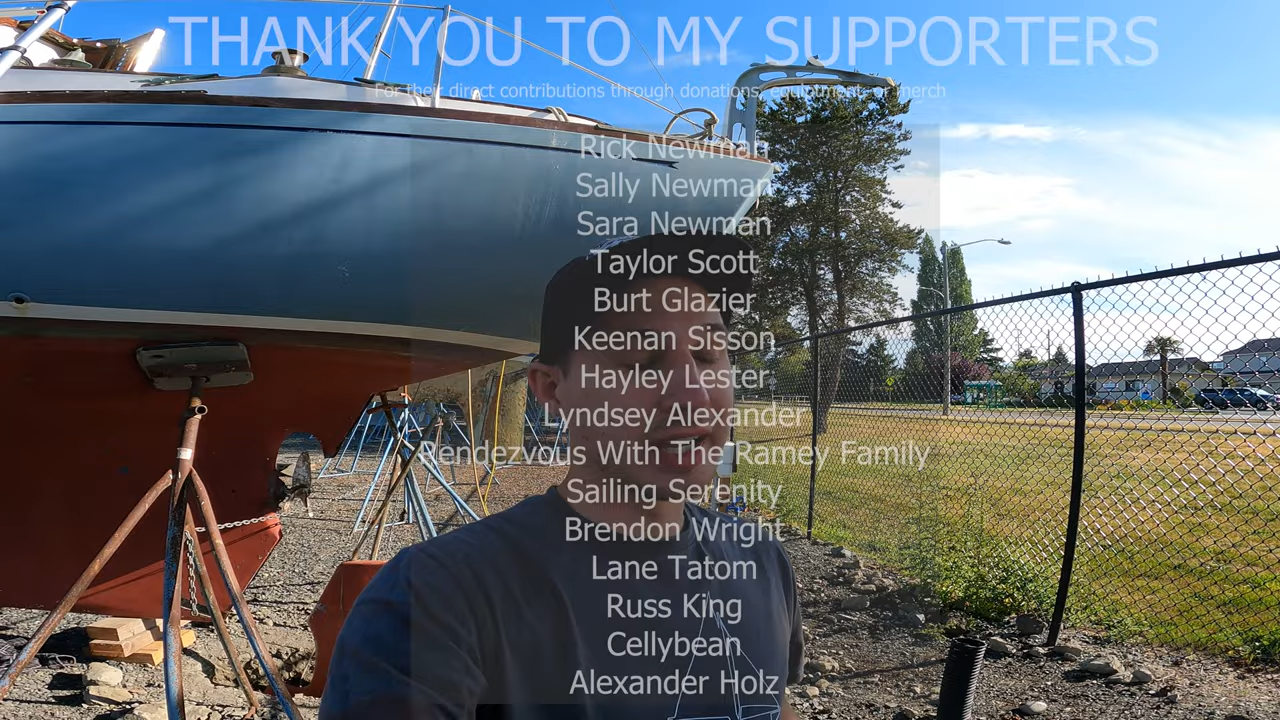 THANK YOU TO MY SUPPORTERS
For their direct contributions through donations, equiptment, or merch
Rick Newman
Sally Newman
Sara Newman
Taylor Scott
Burt Glazier
Keenan Sisson
Hayley Lester
Lyndsey Alexander
Rendezvous With The Ramey Family
Sailing Serenity
Brendon Wright
Lane Tatom
Russ King
Cellybean
Alexander Holz